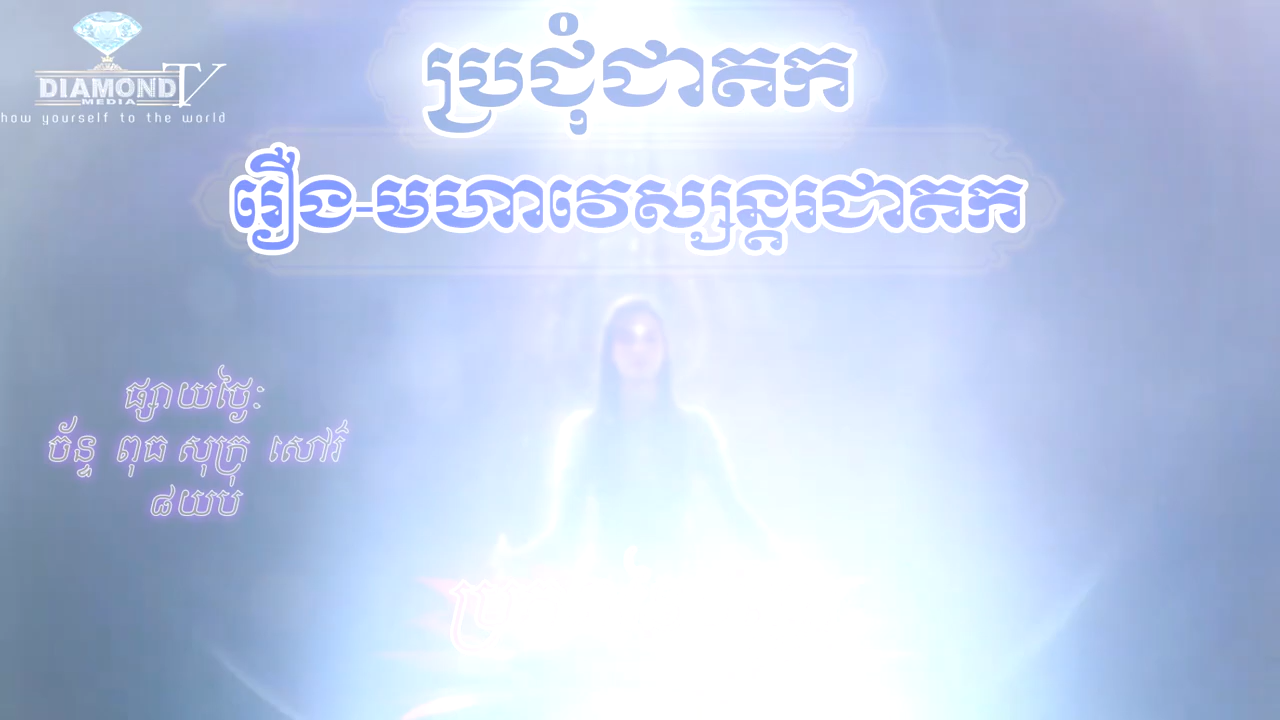 DIAMOND TV
MEDIA
how yourself to the world
ប្រជុំជាតក
រឿង-មហាវេស្សន្តរជាតក
ផ្សាយថ្ងៃ:
ច័ន្ទ ពុធ សុក្រ សៅរ៍
៨យប់